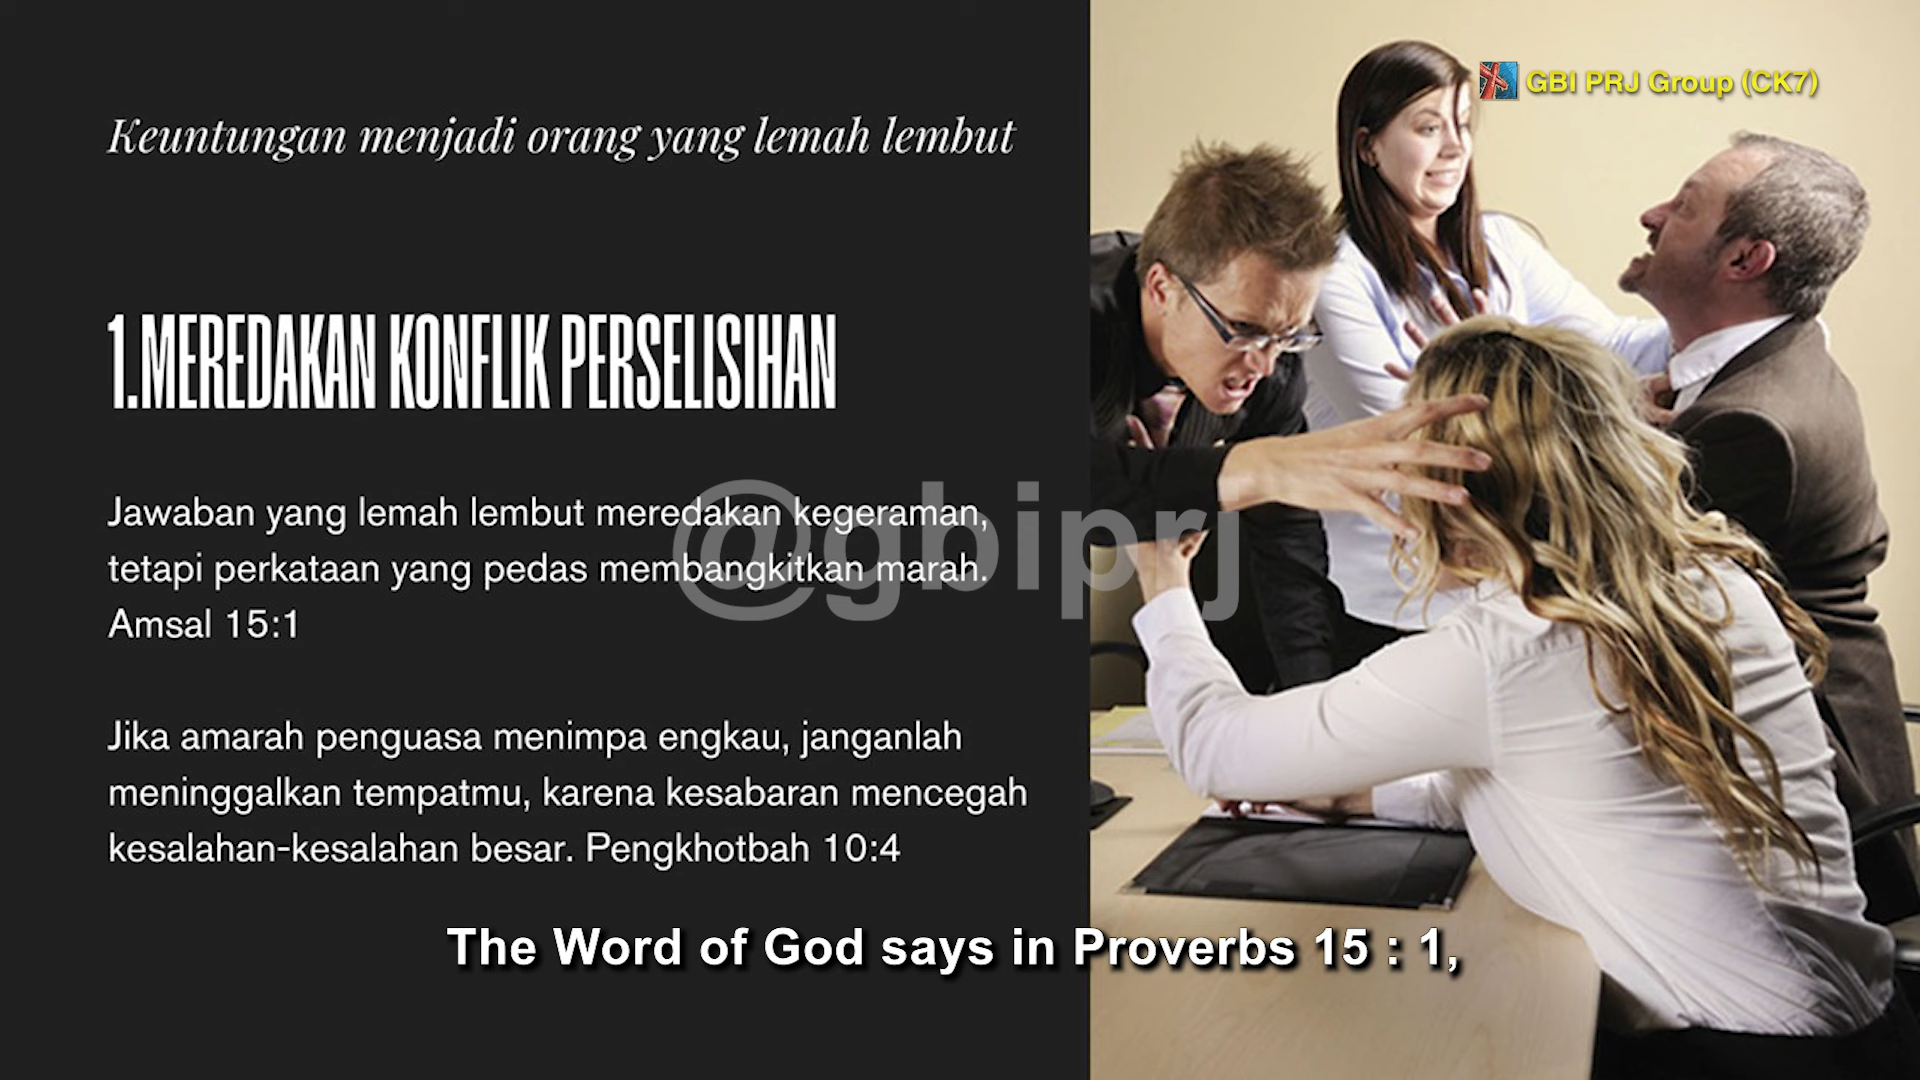 GBI PRJ Group (CK7)
Keuntungan menjadi orang yang lemah lembut
1.MEREDAKAN KONFLIK PERSELISIHAN
Jawaban yang lemah lembut meredakan kegeraman,
tetapi perkataan yang pedas membangkitkan marah.
Amsal 15:1
@gbiprj
Jika amarah penguasa menimpa engkau, janganlah
meninggalkan tempatmu, karena kesabaran mencegah
kesalahan-kesalahan besar. Pengkhotbah 10:4
The Word of God says in Proverbs 15 : 1,